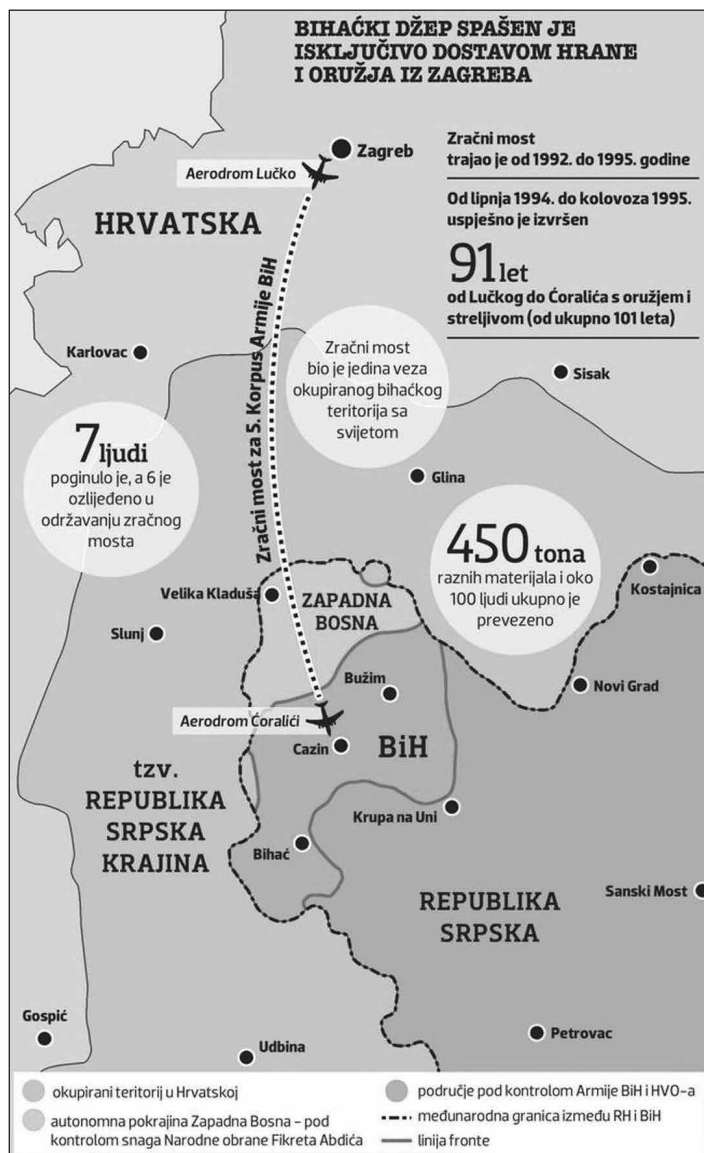 BIHAĆKI DŽEP SPAŠEN JE
ISKLJUČIVO DOSTAVOM HRANE
I ORUŽJA IZ ZAGREBA
Zagreb
Aerodrom Lučko
Zračni most
trajao je od 1992. do 1995. godine
Od lipnja 1994. do kolovoza 1995.
uspješno je izvršen
91 let
od Lučkog do Ćoralića s oružjem i
streljivom (od ukupno 101 leta)
HRVATSKA
Zračni most za 5. Korpus Armije BiH
Karlovac
Zračni most
bio je jedina veza
okupiranog bihaćkog
teritorija sa
svijetom
Sisak
7 ljudi
poginulo je, a 6 je
ozlijeđeno u
održavanju zračnog
mosta
Glina
450 tona
raznih materijala i oko
100 ljudi ukupno je
prevezeno
Kostajnica
Velika Kladuša
ZAPADNA
BOSNA
Slunj
Bužim
Novi Grad
Aerodrom Ćoralići
Cazin
BiH
tzv.
REPUBLIKA
SRPSKA
KRAJINA
Krupa na Uni
Bihać
Sanski Most
REPUBLIKA
SRPSKA
Gospić
Udbina
Petrovac
okupirani teritorij u Hrvatskoj
autonomna pokrajina Zapadna Bosna – pod
kontrolom snaga Narodne obrane Fikreta Abdića
područje pod kontrolom Armije BiH i HVO-a
međunarodna granica između RH i BiH
linija fronte